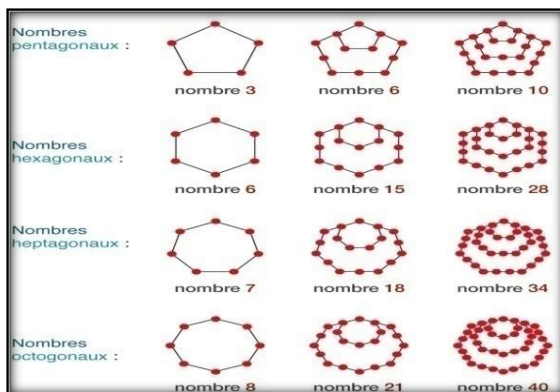 Nombres
pentagonaux :
nombre 3
nombre 6
nombre 10
Nombres
hexagonaux :
nombre 6
nombre 15
nombre 28
Nombres
heptagonaux :
nombre 7
nombre 18
nombre 34
Nombres
octogonaux :
nombre 8
nombre 21
nombre 40